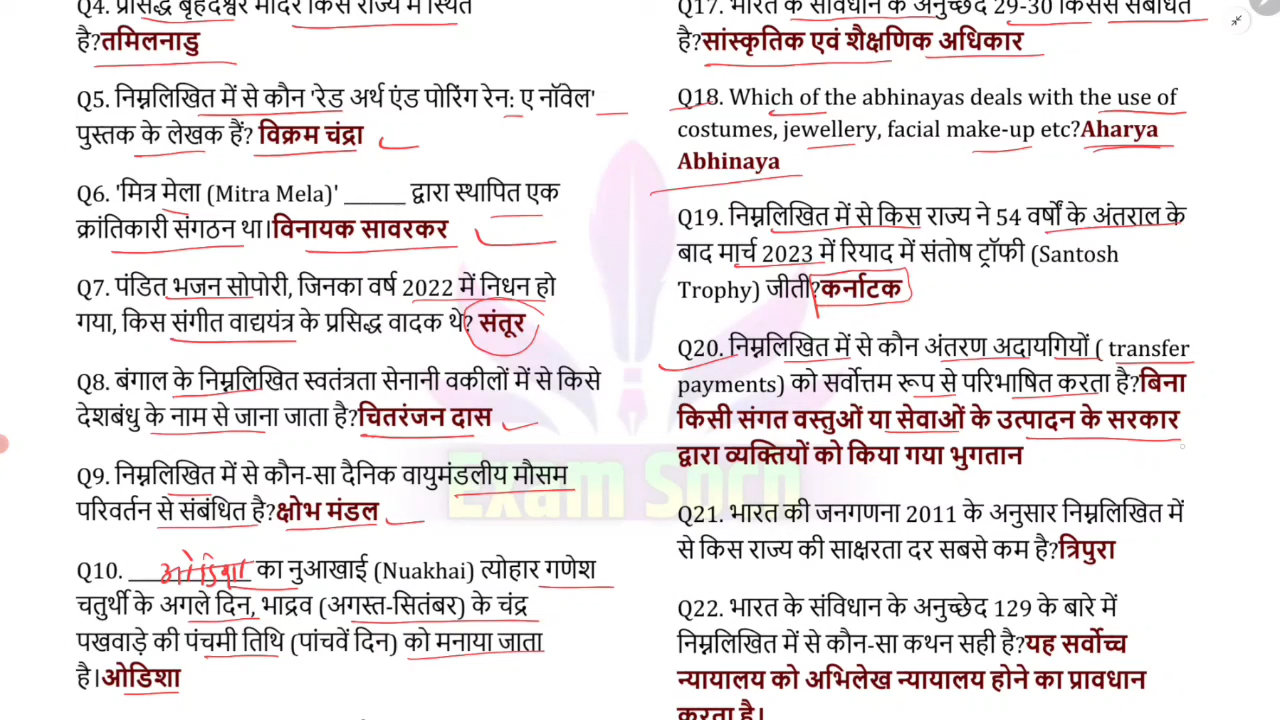 Q4. प्रसिद्ध बृहदेश्वर मंदिर किस राज्य में स्थित
है?तमिलनाडु
Q5. निम्नलिखित में से कौन 'रेड अर्थ एंड पोरिंग रेन: ए नॉवेल'
पुस्तक के लेखक हैं? विक्रम चंद्रा
Q6. 'मित्र मेला (Mitra Mela)' ______ द्वारा स्थापित एक
क्रांतिकारी संगठन था।विनायक सावरकर
Q7. पंडित भजन सोपोरी, जिनका वर्ष 2022 में निधन हो
गया, किस संगीत वाद्ययंत्र के प्रसिद्ध वादक थे? संतूर
Q8. बंगाल के निम्नलिखित स्वतंत्रता सेनानी वकीलों में से किसे
देशबंधु के नाम से जाना जाता है?चितरंजन दास
Q9. निम्नलिखित में से कौन-सा दैनिक वायुमंडलीय मौसम
परिवर्तन से संबंधित है?क्षोभ मंडल
Q10. ओडिशा का नुआखाई (Nuakhai) त्योहार गणेश
चतुर्थी के अगले दिन, भाद्रव (अगस्त-सितंबर) के चंद्र
पखवाड़े की पंचमी तिथि (पांचवें दिन) को मनाया जाता
है।ओडिशा
Q17. भारत के संविधान के अनुच्छेद 29-30 किससे संबंधित
है?सांस्कृतिक एवं शैक्षणिक अधिकार
Q18. Which of the abhinayas deals with the use of
costumes, jewellery, facial make-up etc?Aharya
Abhinaya
Q19. निम्नलिखित में से किस राज्य ने 54 वर्षों के अंतराल के
बाद मार्च 2023 में रियाद में संतोष ट्रॉफी (Santosh
Trophy) जीती?कर्नाटक
Q20. निम्नलिखित में से कौन अंतरण अदायगियों ( transfer
payments) को सर्वोत्तम रूप से परिभाषित करता है?बिना
किसी संगत वस्तुओं या सेवाओं के उत्पादन के सरकार
द्वारा व्यक्तियों को किया गया भुगतान
Q21. भारत की जनगणना 2011 के अनुसार निम्नलिखित में
से किस राज्य की साक्षरता दर सबसे कम है?त्रिपुरा
Q22. भारत के संविधान के अनुच्छेद 129 के बारे में
निम्नलिखित में से कौन-सा कथन सही है?यह सर्वोच्च
न्यायालय को अभिलेख न्यायालय होने का प्रावधान
करता है।
Exam Spch